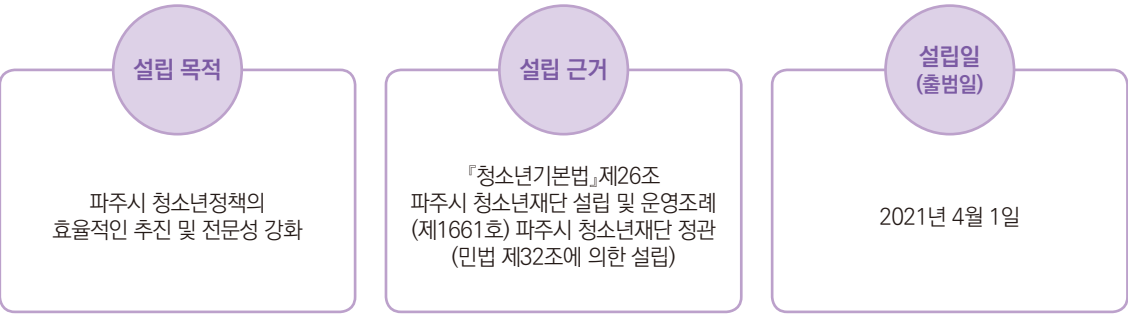 설립 목적
파주시 청소년정책의
효율적인 추진 및 전문성 강화
설립 근거
『청소년기본법』제26조
파주시 청소년재단 설립 및 운영조례
(제1661호) 파주시 청소년재단 정관
(민법 제32조에 의한 설립)
설립일
(출범일)
2021년 4월 1일